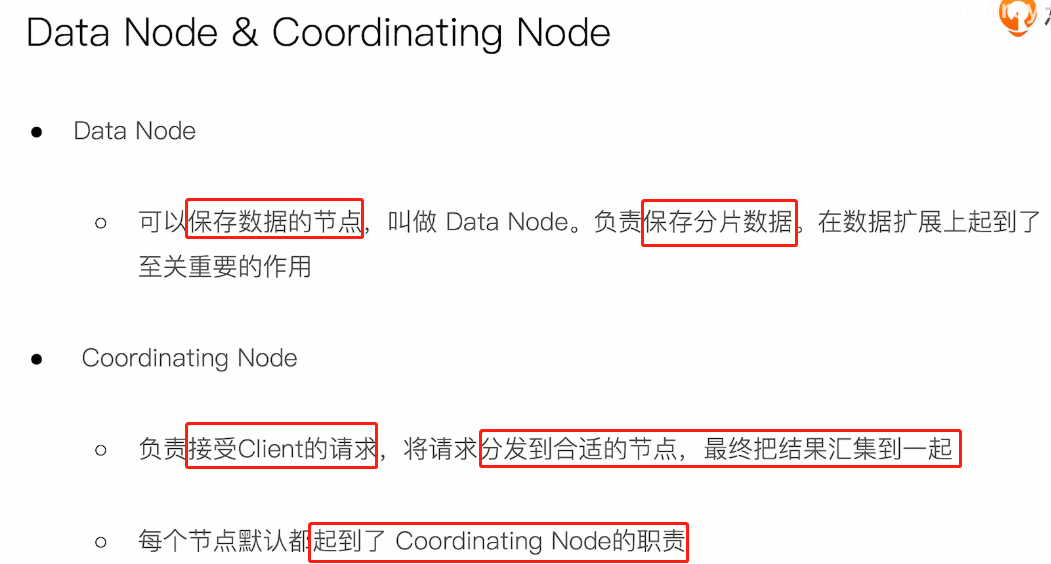 Data Node & Coordinating Node
● Data Node
○ 可以保存数据的节点，叫做 Data Node。负责保存分片数据。在数据扩展上起到了
至关重要的作用
● Coordinating Node
○ 负责接受Client的请求，将请求分发到合适的节点，最终把结果汇集到一起
○ 每个节点默认都起到了 Coordinating Node的职责